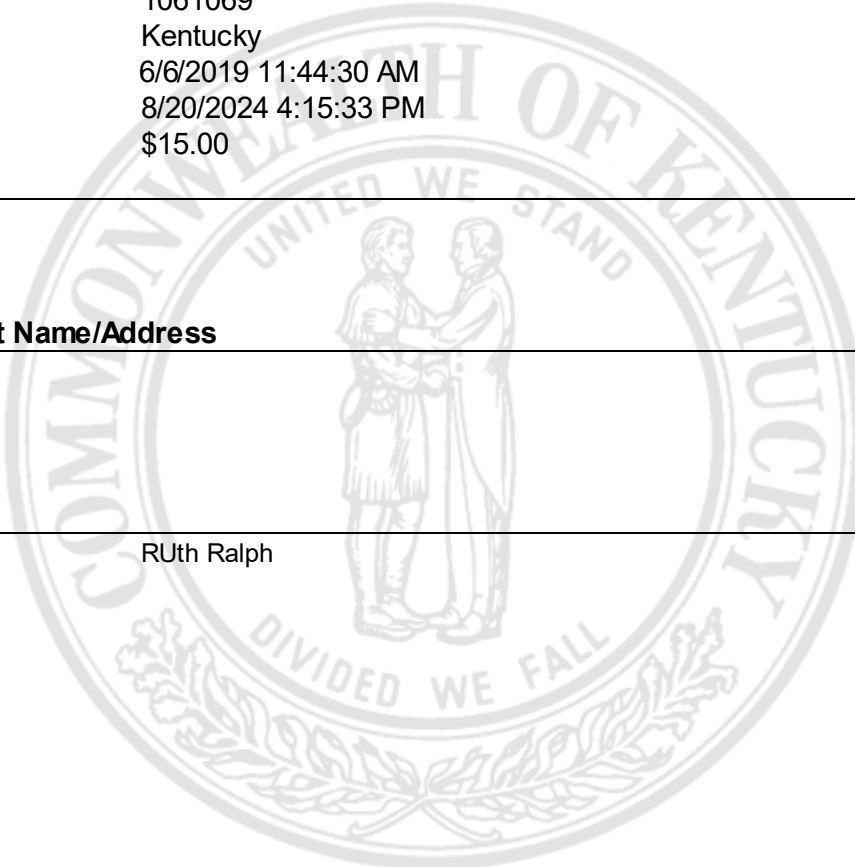 1061069
Kentucky
6/6/2019 11:44:30 AM
8/20/2024 4:15:33 PM
$15.00
COMMONWEALTH OF KENTUCKY
UNITED WE STAND
t Name/Address
RUth Ralph
DIVIDED WE FALL